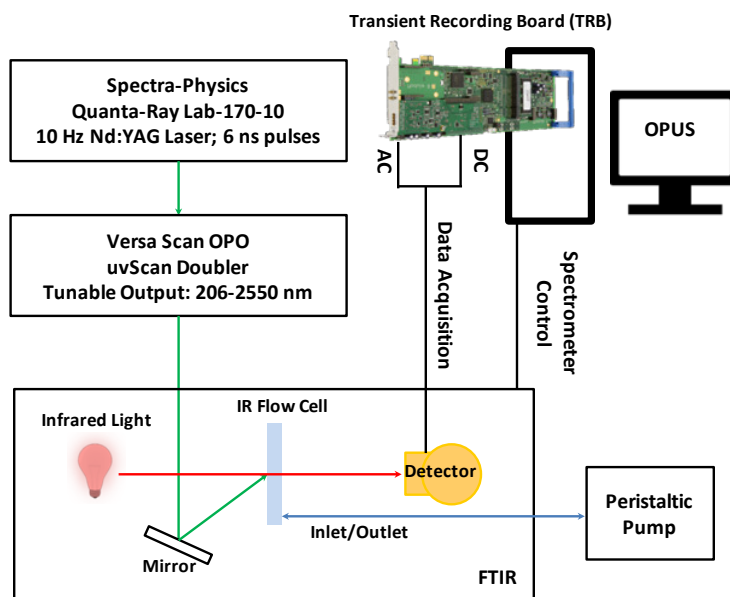 Transient Recording Board (TRB)
Spectra-Physics
Quanta-Ray Lab-170-10
10 Hz Nd:YAG Laser; 6 ns pulses
OPUS
AC
DC
Versa Scan OPO
uvScan Doubler
Tunable Output: 206-2550 nm
Data Acquisition
Spectrometer
Control
Infrared Light
IR Flow Cell
Detector
Peristaltic
Pump
Inlet/Outlet
Mirror
FTIR